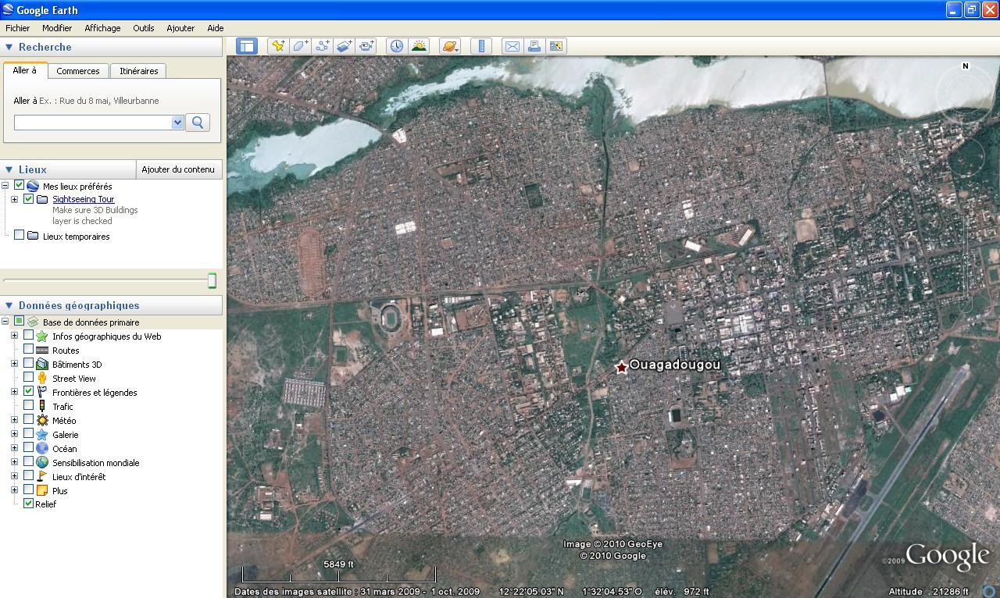 Google Earth
Fichier Modifier Affichage Outils Ajouter Aide
Recherche
Aller à Commerces Itinéraires
Aller à Ex. : Rue du 8 mai, Villeurbanne
Lieux Ajouter du contenu
Mes lieux préférés
Sightseeing Tour
Make sure 3D Buildings
layer is checked
Lieux temporaires
Données géographiques
Base de données primaire
Infos géographiques du Web
Routes
Bâtiments 3D
Street View
Frontières et légendes
Trafic
Météo
Galerie
Océan
Sensibilisation mondiale
Lieux d'intérêt
Plus
Relief
N
Ouagadougou
Image © 2010 GeoEye
© 2010 Google
©2009 Google
5849 ft
Dates des images satellite : 31 mars 2009 - 1 oct. 2009 12°22'05.03" N 1°32'04.53" O élév. 972 ft Altitude 21286 ft